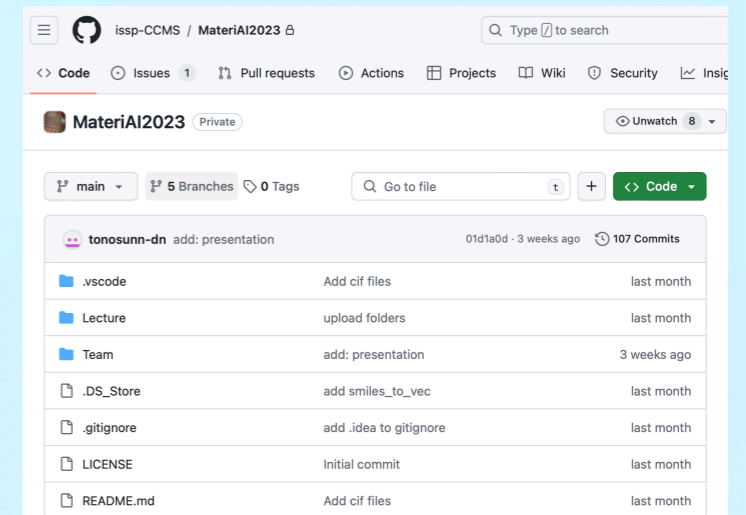 issp-CCMS / MateriAI2023
Type / to search
Code Issues 1 Pull requests Actions Projects Wiki Security Insig
MateriAI2023 Private
Unwatch 8
main 5 Branches 0 Tags Go to file t + Code
tonosunn-dn add: presentation 01d1a0d · 3 weeks ago 107 Commits
.vscode Add cif files last month
Lecture upload folders last month
Team add: presentation 3 weeks ago
.DS_Store add smiles_to_vec last month
.gitignore add .idea to gitignore last month
LICENSE Initial commit last month
README.md Add cif files last month